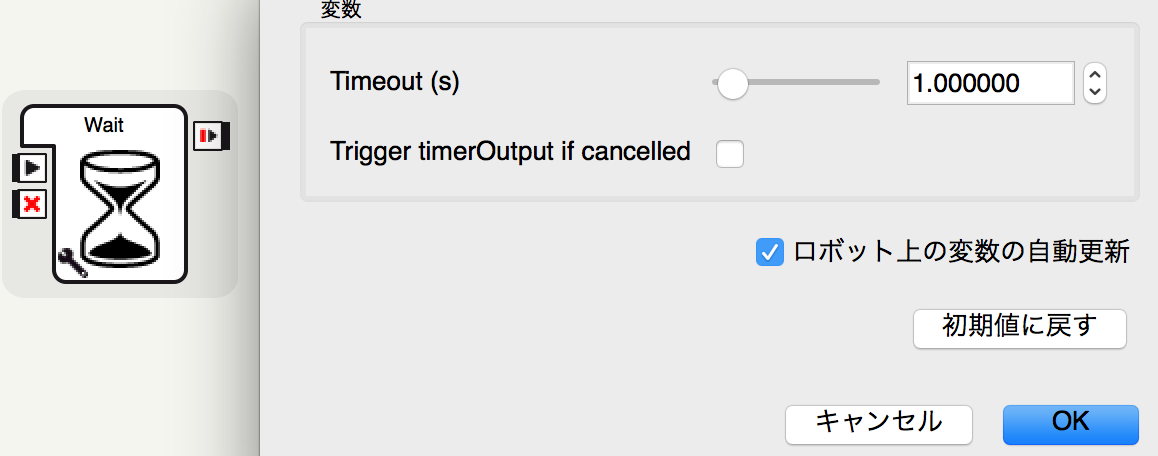 変数
Wait
Timeout (s)
1.000000
Trigger timerOutput if cancelled
ロボット上の変数の自動更新
初期値に戻す
キャンセル
OK